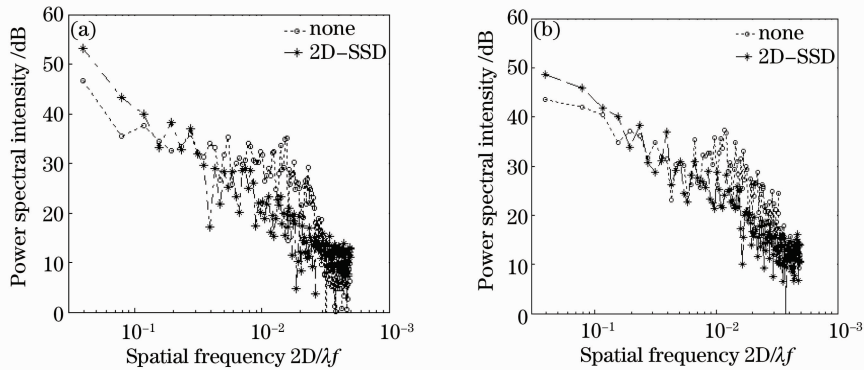 (a)
none
2D-SSD
60
50
40
30
20
10
0
10⁻¹
10⁻²
10⁻³
Power spectral intensity /dB
Spatial frequency 2D/λf
(b)
none
2D-SSD
60
50
40
30
20
10
0
10⁻¹
10⁻²
10⁻³
Power spectral intensity /dB
Spatial frequency 2D/λf